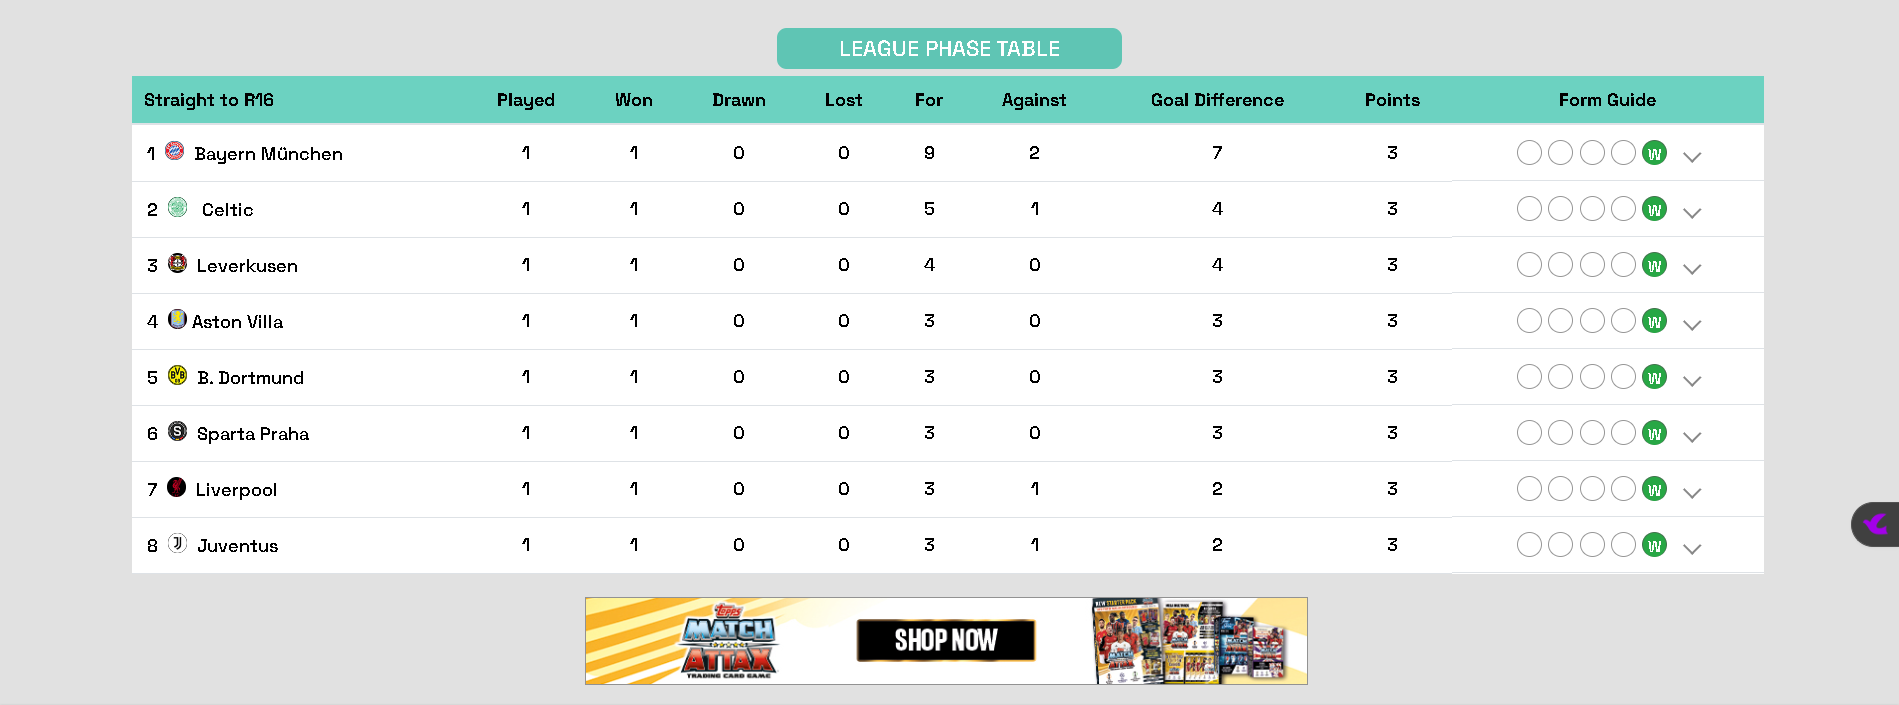 LEAGUE PHASE TABLE
Straight to R16 Played Won Drawn Lost For Against Goal Difference Points Form Guide
1 Bayern München 1 1 0 0 9 2 7 3 W
2 Celtic 1 1 0 0 5 1 4 3 W
3 Leverkusen 1 1 0 0 4 0 4 3 W
4 Aston Villa 1 1 0 0 3 0 3 3 W
5 BVB 09 B. Dortmund 1 1 0 0 3 0 3 3 W
6 S Sparta Praha 1 1 0 0 3 0 3 3 W
7 Liverpool 1 1 0 0 3 1 2 3 W
8 Juventus 1 1 0 0 3 1 2 3 W
Topps
MATCH
ATTAX
TRADING CARD GAME
SHOP NOW
NEW STARTER PACK